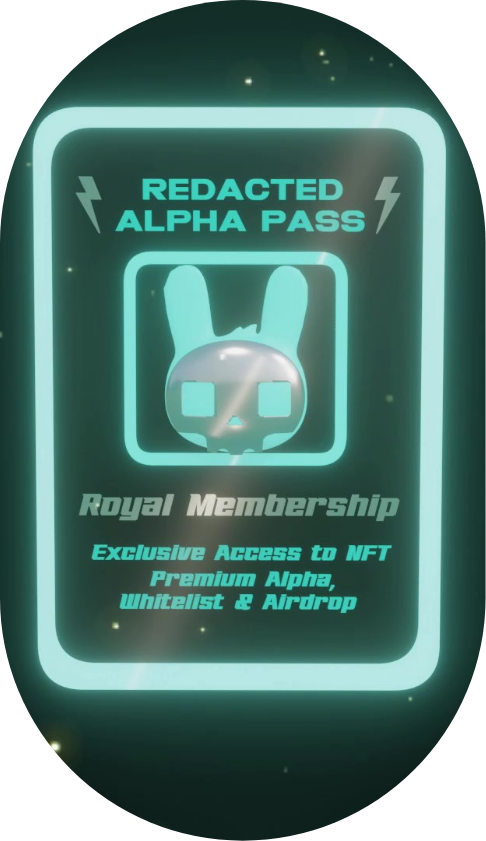 REDACTED
ALPHA PASS
Royal Membership
Exclusive Access to NFT
Premium Alpha,
Whitelist & Airdrop